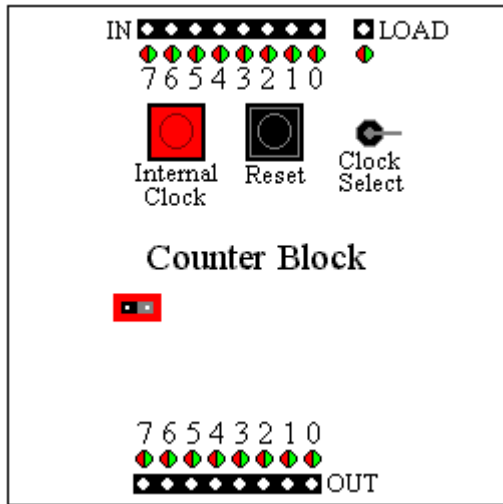 IN LOAD
7 6 5 4 3 2 1 0
Internal Clock
Reset
Clock Select
Counter Block
7 6 5 4 3 2 1 0
OUT